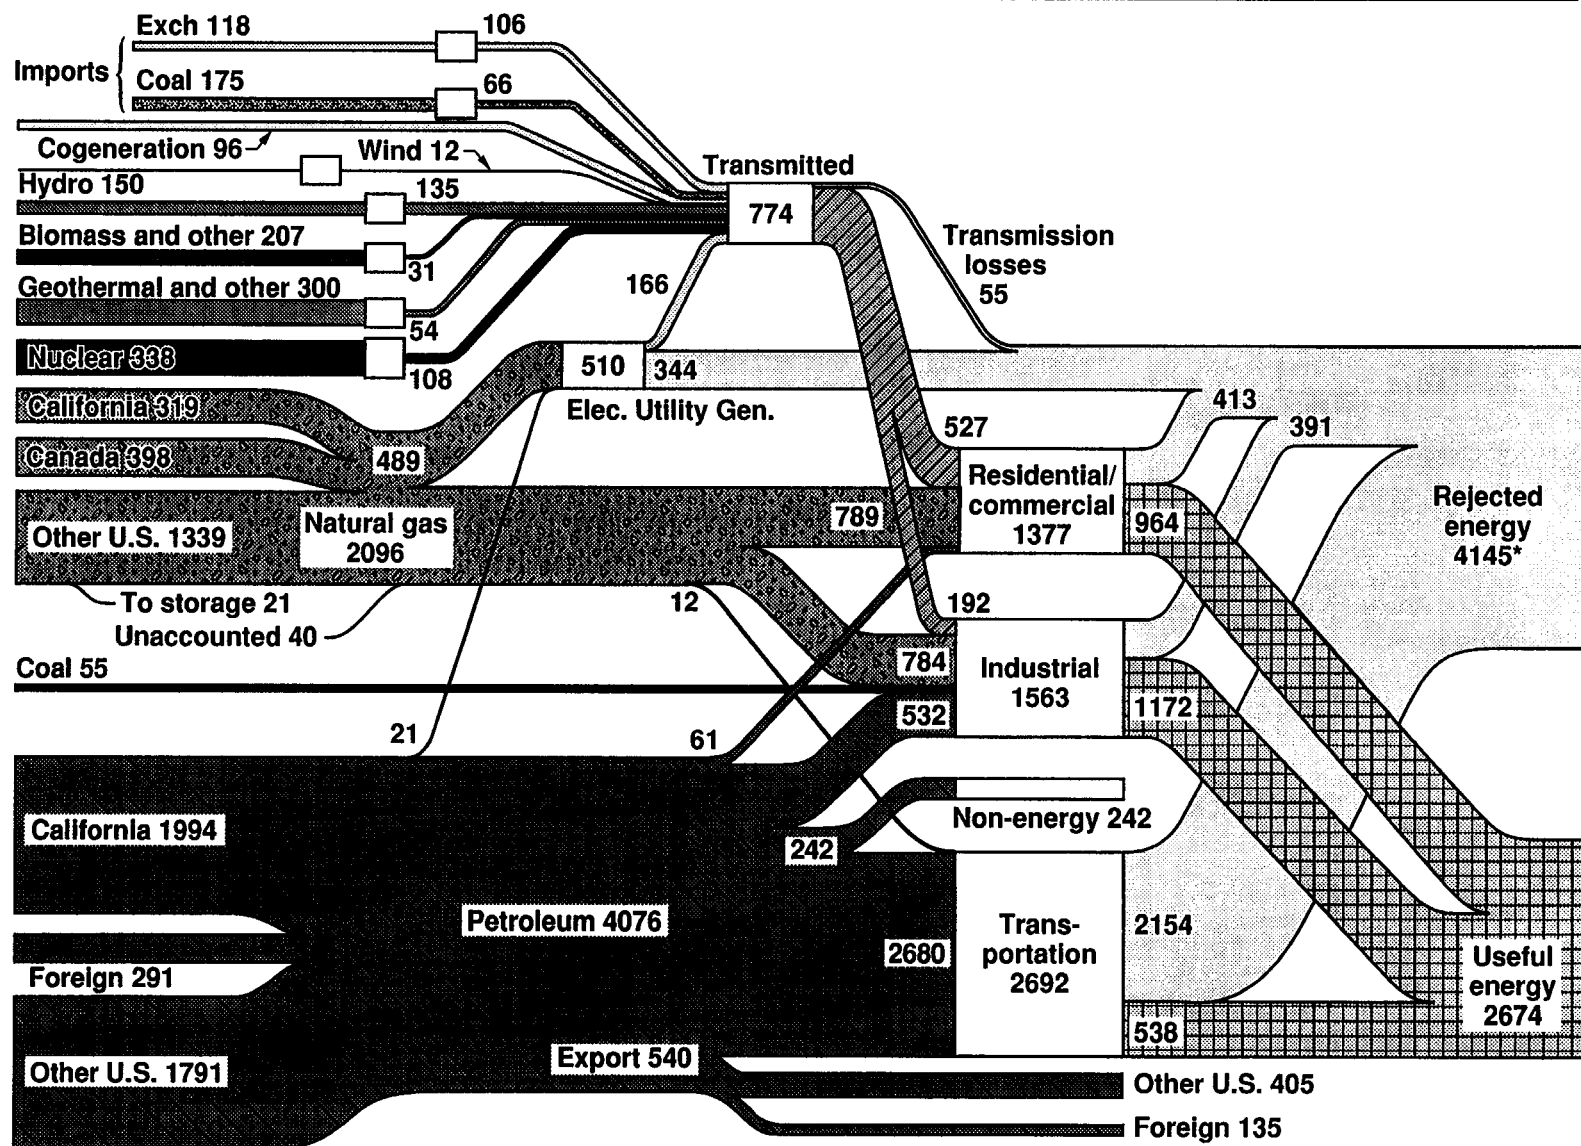 Exch 118
106
Imports
Coal 175
66
Cogeneration 96
Wind 12
Transmitted
Hydro 150
135
774
Biomass and other 207
31
Transmission
losses
55
Geothermal and other 300
54
166
Nuclear 338
108
510
344
Elec. Utility Gen.
California 319
413
391
527
Canada 398
489
Residential/
commercial
1377
964
Rejected
energy
4145*
Other U.S. 1339
Natural gas
2096
789
To storage 21
12
192
Unaccounted 40
Coal 55
784
Industrial
1563
532
1172
21
61
California 1994
Non-energy 242
242
Petroleum 4076
2680
Trans-
portation
2692
2154
Foreign 291
Useful
energy
2674
538
Export 540
Other U.S. 1791
Other U.S. 405
Foreign 135